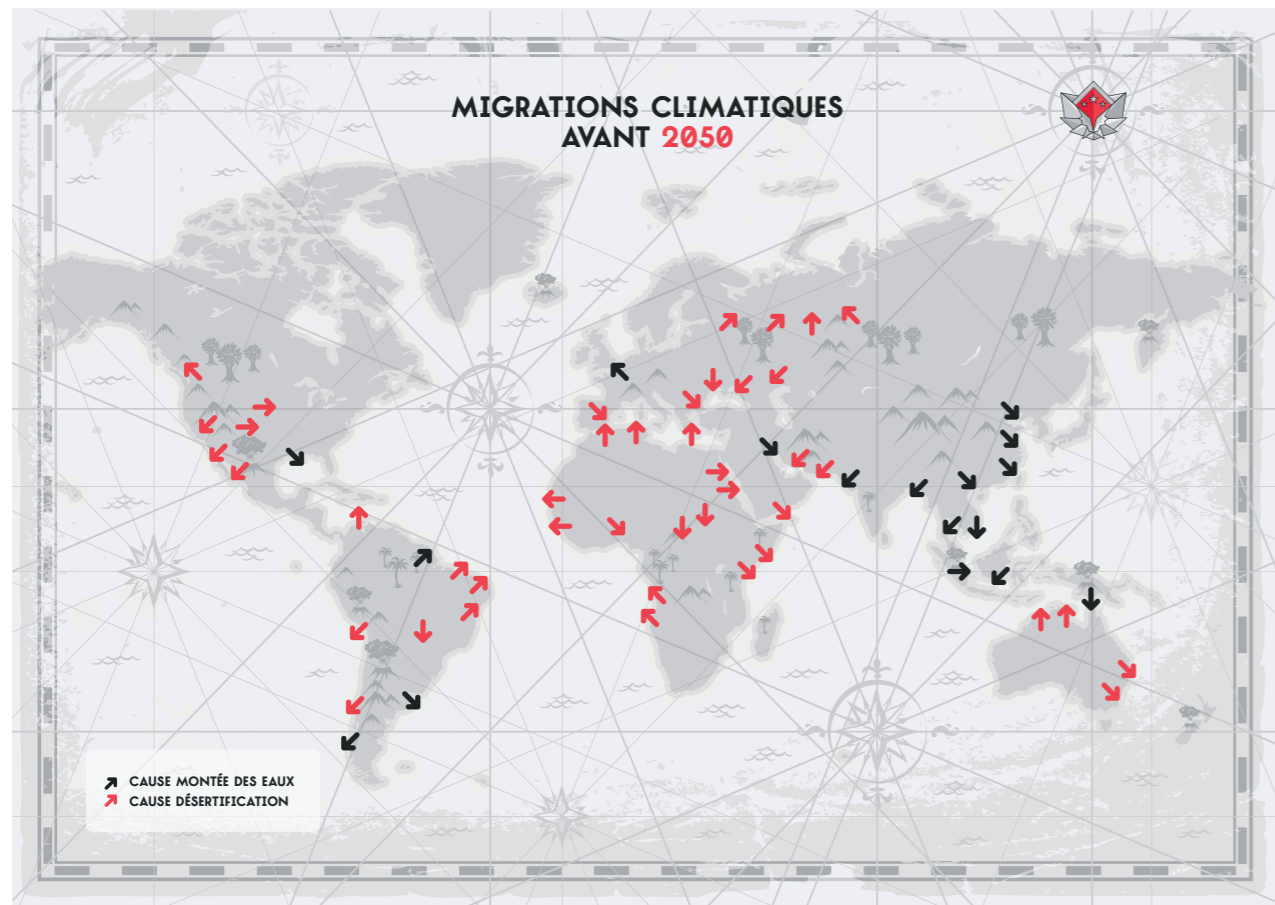 MIGRATIONS CLIMATIQUES
AVANT 2050
CAUSE MONTÉE DES EAUX
CAUSE DÉSERTIFICATION